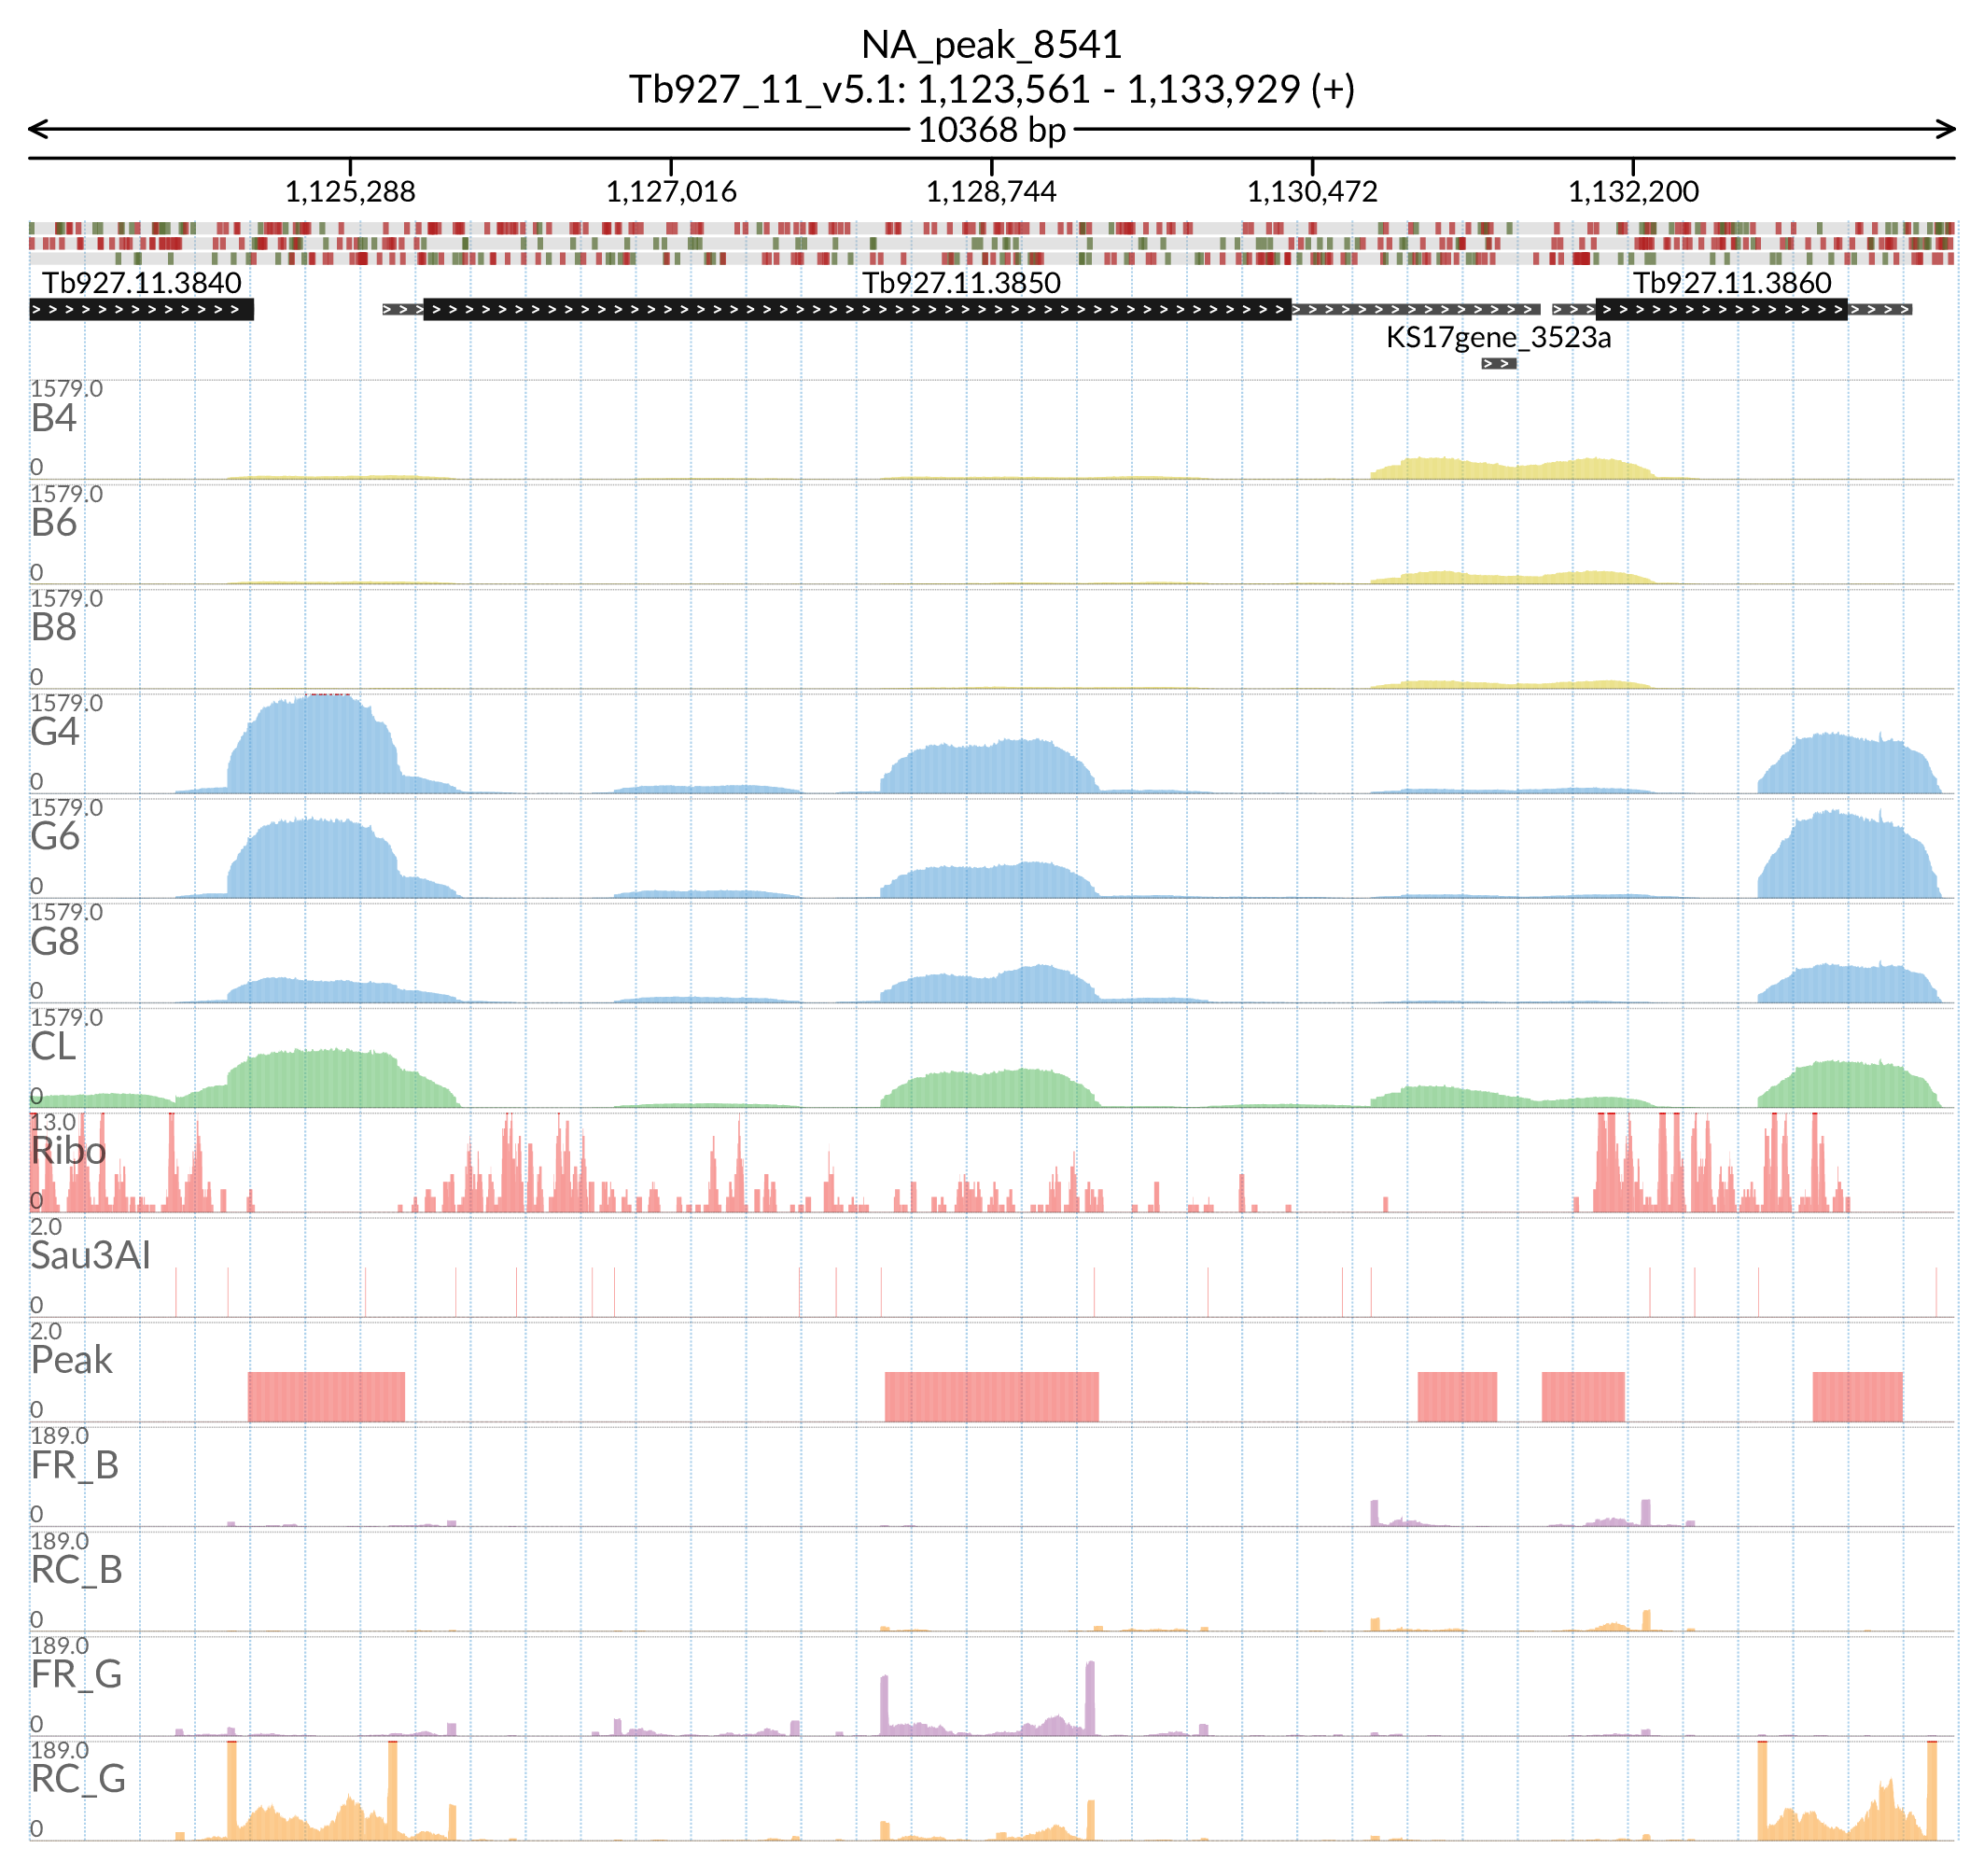 NA_peak_8541
Tb927_11_v5.1: 1,123,561 - 1,133,929 (+)
10368 bp
1,125,288 1,127,016 1,128,744 1,130,472 1,132,200
Tb927.11.3840 Tb927.11.3850 Tb927.11.3860
KS17gene_3523a
1579.0
B4
0
1579.0
B6
0
1579.0
B8
0
1579.0
G4
0
1579.0
G6
0
1579.0
G8
0
1579.0
CL
0
13.0
Ribo
0
2.0
Sau3AI
0
2.0
Peak
0
189.0
FR_B
0
189.0
RC_B
0
189.0
FR_G
0
189.0
RC_G
0